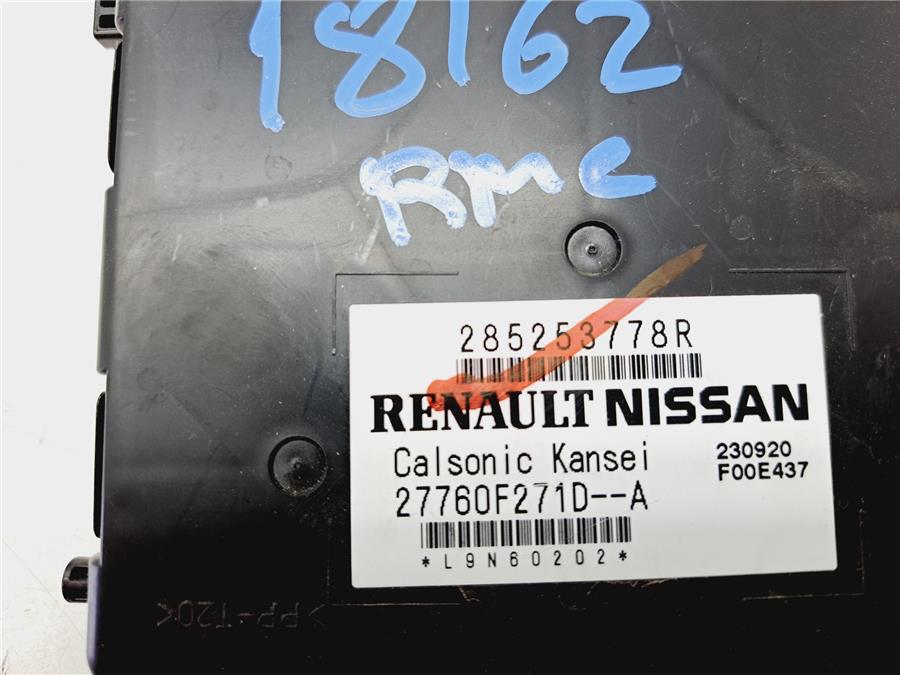 18162
RMC
285253778R
RENAULT NISSAN
Calsonic Kansei
230920
F00E437
27760F271D--A
*L9N60202*
>PP-T20<